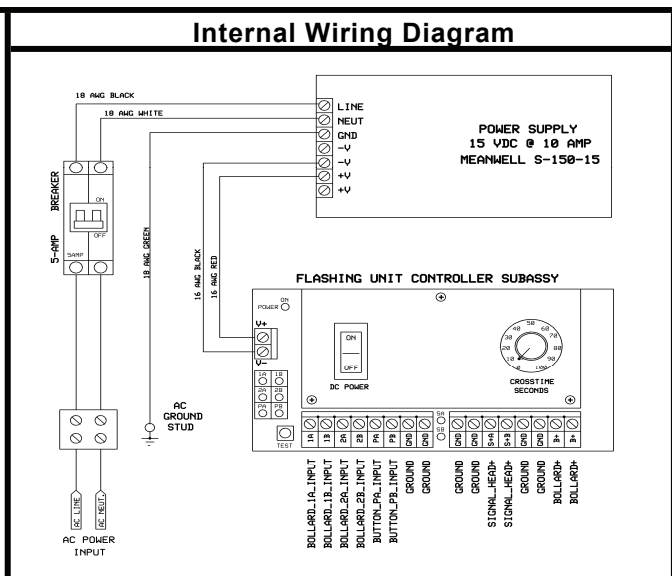 Internal Wiring Diagram
18 AWG BLACK
18 AWG WHITE
LINE
NEUT
GND
-V
-V
+V
+V
POWER SUPPLY
15 VDC @ 10 AMP
MEANWELL S-150-15
BREAKER
5-AMP
ON
OFF
5AMP
18 AWG GREEN
16 AWG BLACK
16 AWG RED
FLASHING UNIT CONTROLLER SUBASSY
POWER
ON
V+
V-
1A 1B
2A 2B
PA PB
TEST
ON
OFF
DC POWER
0
10
20
30
40
50
60
70
80
90
100
CROSSTIME
SECONDS
SA
SB
1A
1B
2A
2B
PA
PB
GND
GND
GND
GND
S+A
S+B
GND
GND
B+
B+
BOLLARD_1A_INPUT
BOLLARD_1B_INPUT
BOLLARD_2A_INPUT
BOLLARD_2B_INPUT
BUTTON_PA_INPUT
BUTTON_PB_INPUT
GROUND
GROUND
GROUND
GROUND
SIGNAL_HEAD+
SIGNAL_HEAD+
GROUND
GROUND
BOLLARD+
BOLLARD+
AC
GROUND
STUD
AC LINE
AC NEUT.
AC POWER
INPUT